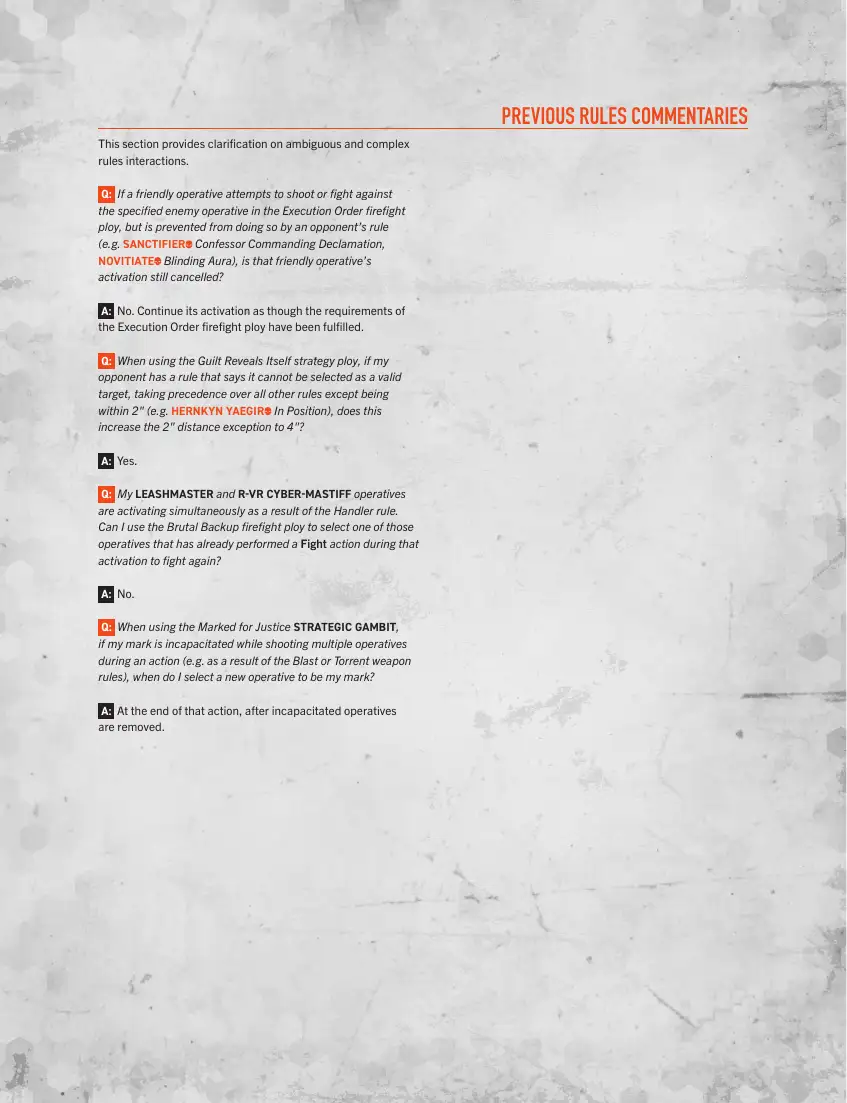 PREVIOUS RULES COMMENTARIES
This section provides clarification on ambiguous and complex
rules interactions.
Q: If a friendly operative attempts to shoot or fight against
the specified enemy operative in the Execution Order firefight
ploy, but is prevented from doing so by an opponent's rule
(e.g. SANCTIFIER Confessor Commanding Declamation,
NOVITIATE Blinding Aura), is that friendly operative's
activation still cancelled?
A: No. Continue its activation as though the requirements of
the Execution Order firefight ploy have been fulfilled.
Q: When using the Guilt Reveals Itself strategy ploy, if my
opponent has a rule that says it cannot be selected as a valid
target, taking precedence over all other rules except being
within 2" (e.g. HERNKYN YAEGIR In Position), does this
increase the 2" distance exception to 4"?
A: Yes.
Q: My LEASHMASTER and R-VR CYBER-MASTIFF operatives
are activating simultaneously as a result of the Handler rule.
Can I use the Brutal Backup firefight ploy to select one of those
operatives that has already performed a Fight action during that
activation to fight again?
A: No.
Q: When using the Marked for Justice STRATEGIC GAMBIT,
if my mark is incapacitated while shooting multiple operatives
during an action (e.g. as a result of the Blast or Torrent weapon
rules), when do I select a new operative to be my mark?
A: At the end of that action, after incapacitated operatives
are removed.